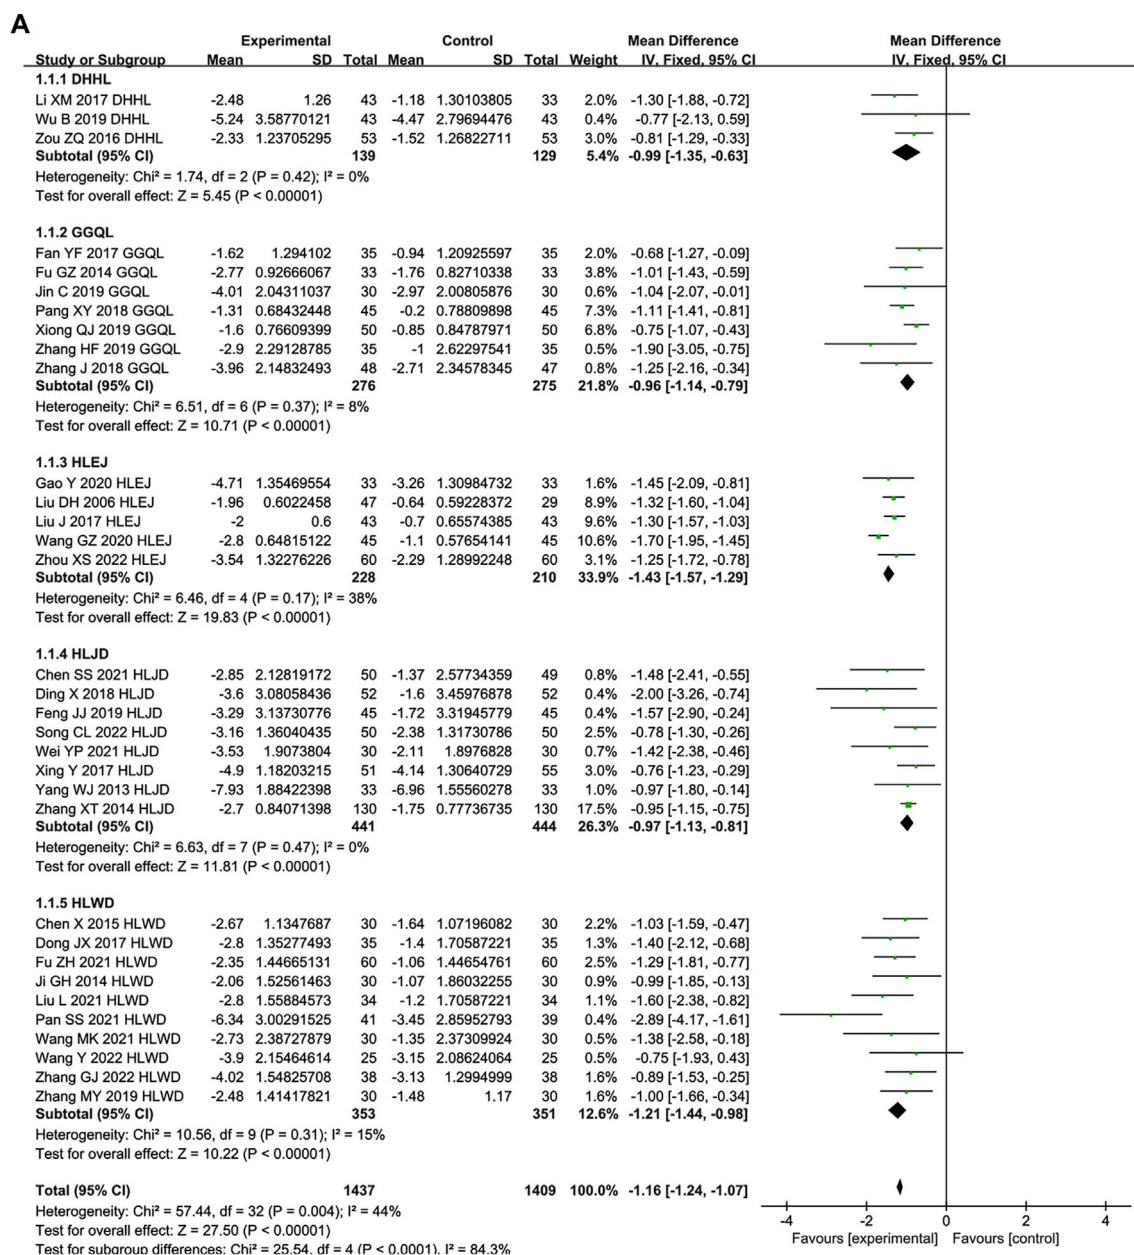 A
Experimental Control Mean Difference Mean Difference
Study or Subgroup Mean SD Total Mean SD Total Weight IV, Fixed, 95% CI IV, Fixed, 95% CI
1.1.1 DHHL
Li XM 2017 DHHL -2.48 1.26 43 -1.18 1.30103805 33 2.0% -1.30 [-1.88, -0.72]
Wu B 2019 DHHL -5.24 3.58770121 43 -4.47 2.79694476 43 0.4% -0.77 [-2.13, 0.59]
Zou ZQ 2016 DHHL -2.33 1.23705295 53 -1.52 1.26822711 53 3.0% -0.81 [-1.29, -0.33]
Subtotal (95% CI) 139 129 5.4% -0.99 [-1.35, -0.63]
Heterogeneity: Chi² = 1.74, df = 2 (P = 0.42); I² = 0%
Test for overall effect: Z = 5.45 (P < 0.00001)
1.1.2 GGQL
Fan YF 2017 GGQL -1.62 1.294102 35 -0.94 1.20925597 35 2.0% -0.68 [-1.27, -0.09]
Fu GZ 2014 GGQL -2.77 0.92666067 33 -1.76 0.82710338 33 3.8% -1.01 [-1.43, -0.59]
Jin C 2019 GGQL -4.01 2.04311037 30 -2.97 2.00805876 30 0.6% -1.04 [-2.07, -0.01]
Pang XY 2018 GGQL -1.31 0.68432448 45 -0.2 0.78809898 45 7.3% -1.11 [-1.41, -0.81]
Xiong QJ 2019 GGQL -1.6 0.76609399 50 -0.85 0.84787971 50 6.8% -0.75 [-1.07, -0.43]
Zhang HF 2019 GGQL -2.9 2.29128785 35 -1 2.62297541 35 0.5% -1.90 [-3.05, -0.75]
Zhang J 2018 GGQL -3.96 2.14832493 48 -2.71 2.34578345 47 0.8% -1.25 [-2.16, -0.34]
Subtotal (95% CI) 276 275 21.8% -0.96 [-1.14, -0.79]
Heterogeneity: Chi² = 6.51, df = 6 (P = 0.37); I² = 8%
Test for overall effect: Z = 10.71 (P < 0.00001)
1.1.3 HLEJ
Gao Y 2020 HLEJ -4.71 1.35469554 33 -3.26 1.30984732 33 1.6% -1.45 [-2.09, -0.81]
Liu DH 2006 HLEJ -1.96 0.6022458 47 -0.64 0.59228372 29 8.9% -1.32 [-1.60, -1.04]
Liu J 2017 HLEJ -2 0.6 43 -0.7 0.65574385 43 9.6% -1.30 [-1.57, -1.03]
Wang GZ 2020 HLEJ -2.8 0.64815122 45 -1.1 0.57654141 45 10.6% -1.70 [-1.95, -1.45]
Zhou XS 2022 HLEJ -3.54 1.32276226 60 -2.29 1.28992248 60 3.1% -1.25 [-1.72, -0.78]
Subtotal (95% CI) 228 210 33.9% -1.43 [-1.57, -1.29]
Heterogeneity: Chi² = 6.46, df = 4 (P = 0.17); I² = 38%
Test for overall effect: Z = 19.83 (P < 0.00001)
1.1.4 HLJD
Chen SS 2021 HLJD -2.85 2.12819172 50 -1.37 2.57734359 49 0.8% -1.48 [-2.41, -0.55]
Ding X 2018 HLJD -3.6 3.08058436 52 -1.6 3.45976878 52 0.4% -2.00 [-3.26, -0.74]
Feng JJ 2019 HLJD -3.29 3.13730776 45 -1.72 3.31945779 45 0.4% -1.57 [-2.90, -0.24]
Song CL 2022 HLJD -3.16 1.36040435 50 -2.38 1.31730786 50 2.5% -0.78 [-1.30, -0.26]
Wei YP 2021 HLJD -3.53 1.9073804 30 -2.11 1.8976828 30 0.7% -1.42 [-2.38, -0.46]
Xing Y 2017 HLJD -4.9 1.18203215 51 -4.14 1.30640729 55 3.0% -0.76 [-1.23, -0.29]
Yang WJ 2013 HLJD -7.93 1.88422398 33 -6.96 1.55560278 33 1.0% -0.97 [-1.80, -0.14]
Zhang XT 2014 HLJD -2.7 0.84071398 130 -1.75 0.77736735 130 17.5% -0.95 [-1.15, -0.75]
Subtotal (95% CI) 441 444 26.3% -0.97 [-1.13, -0.81]
Heterogeneity: Chi² = 6.63, df = 7 (P = 0.47); I² = 0%
Test for overall effect: Z = 11.81 (P < 0.00001)
1.1.5 HLWD
Chen X 2015 HLWD -2.67 1.1347687 30 -1.64 1.07196082 30 2.2% -1.03 [-1.59, -0.47]
Dong JX 2017 HLWD -2.8 1.35277493 35 -1.4 1.70587221 35 1.3% -1.40 [-2.12, -0.68]
Fu ZH 2021 HLWD -2.35 1.44665131 60 -1.06 1.44654761 60 2.5% -1.29 [-1.81, -0.77]
Ji GH 2014 HLWD -2.06 1.52561463 30 -1.07 1.86032255 30 0.9% -0.99 [-1.85, -0.13]
Liu L 2021 HLWD -2.8 1.55884573 34 -1.2 1.70587221 34 1.1% -1.60 [-2.38, -0.82]
Pan SS 2021 HLWD -6.34 3.00291525 41 -3.45 2.85952793 39 0.4% -2.89 [-4.17, -1.61]
Wang MK 2021 HLWD -2.73 2.38727879 30 -1.35 2.37309924 30 0.5% -1.38 [-2.58, -0.18]
Wang Y 2022 HLWD -3.9 2.15464614 25 -3.15 2.08624064 25 0.5% -0.75 [-1.93, 0.43]
Zhang GJ 2022 HLWD -4.02 1.54825708 38 -3.13 1.2994999 38 1.6% -0.89 [-1.53, -0.25]
Zhang MY 2019 HLWD -2.48 1.41417821 30 -1.48 1.17 30 1.6% -1.00 [-1.66, -0.34]
Subtotal (95% CI) 353 351 12.6% -1.21 [-1.44, -0.98]
Heterogeneity: Chi² = 10.56, df = 9 (P = 0.31); I² = 15%
Test for overall effect: Z = 10.22 (P < 0.00001)
Total (95% CI) 1437 1409 100.0% -1.16 [-1.24, -1.07]
Heterogeneity: Chi² = 57.44, df = 32 (P = 0.004); I² = 44%
Test for overall effect: Z = 27.50 (P < 0.00001)
Test for subgroup differences: Chi² = 25.54, df = 4 (P < 0.0001), I² = 84.3%
-4 -2 0 2 4
Favours [experimental] Favours [control]